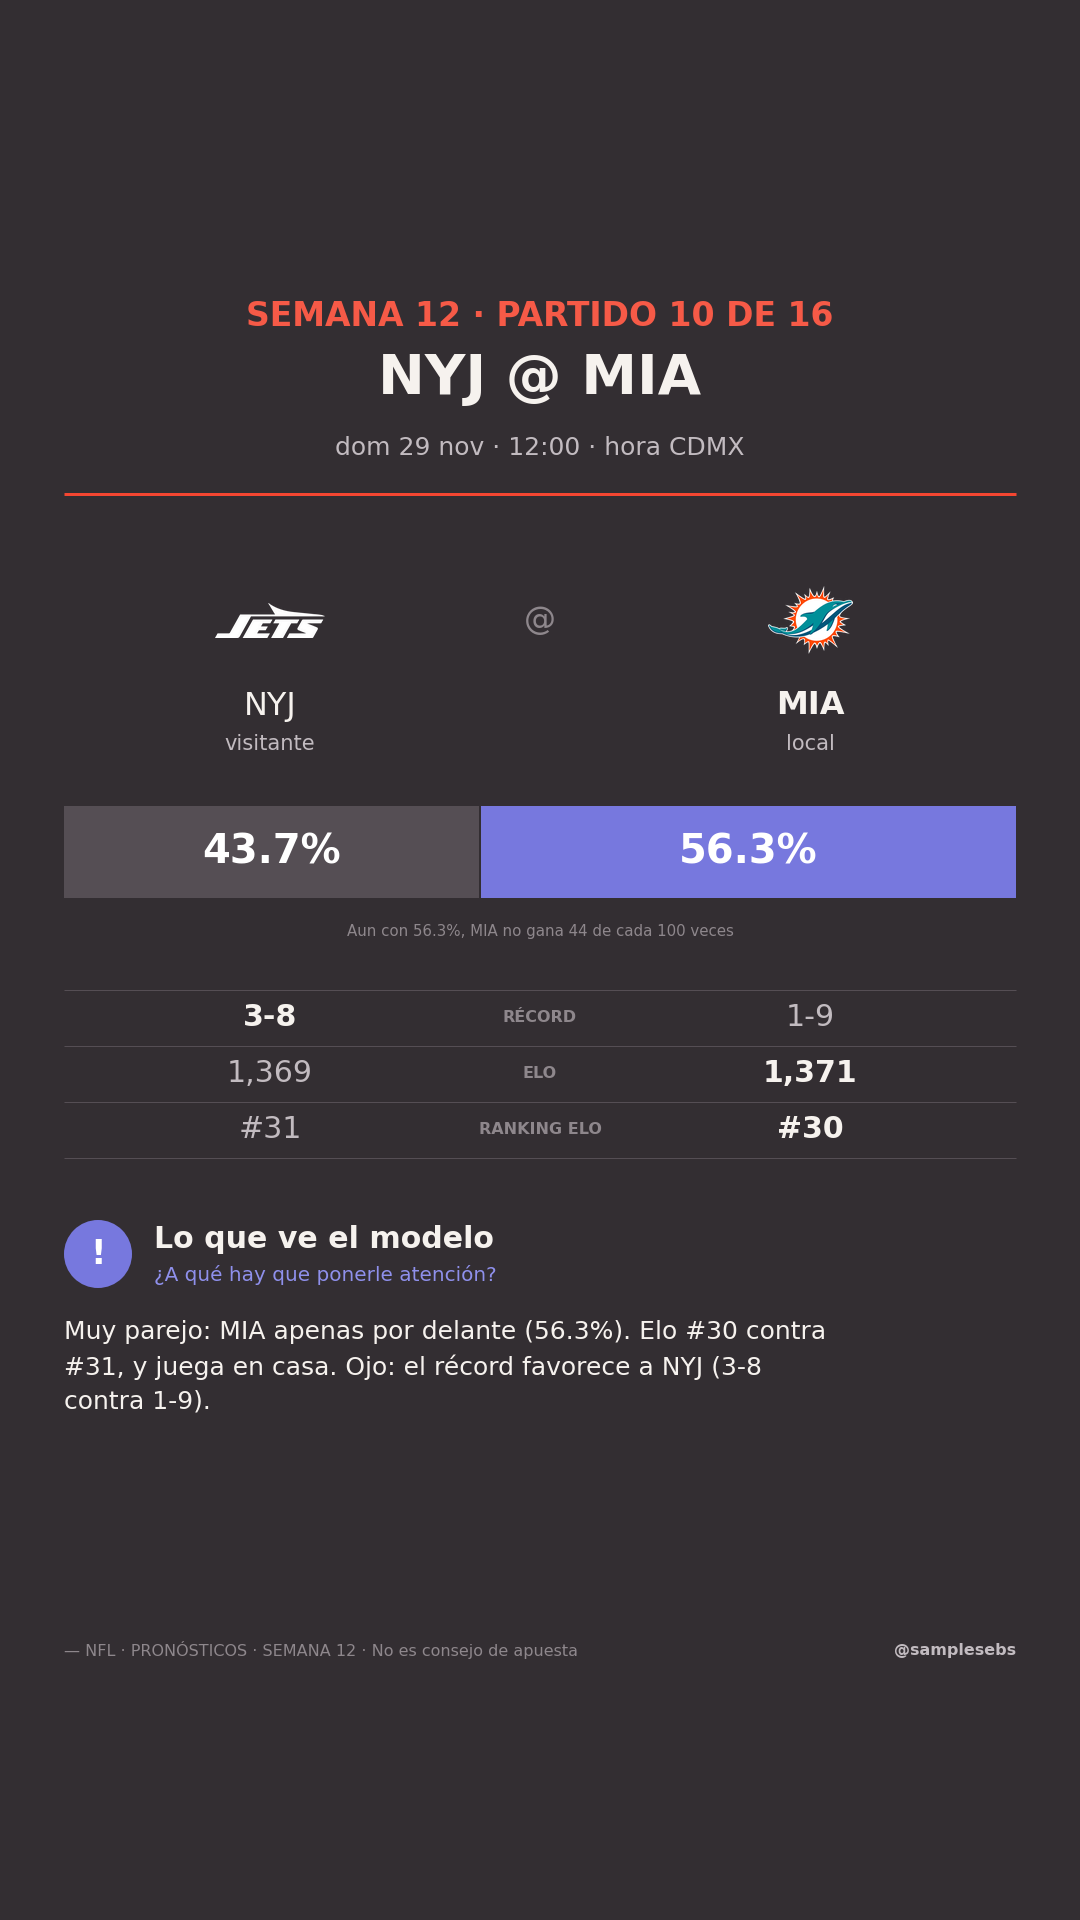 SEMANA 12 · PARTIDO 10 DE 16
NYJ @ MIA
dom 29 nov · 12:00 · hora CDMX
JETS @
NYJ MIA
visitante local
43.7% 56.3%
Aun con 56.3%, MIA no gana 44 de cada 100 veces
3-8 RÉCORD 1-9
1,369 ELO 1,371
#31 RANKING ELO #30
! Lo que ve el modelo
¿A qué hay que ponerle atención?
Muy parejo: MIA apenas por delante (56.3%). Elo #30 contra
#31, y juega en casa. Ojo: el récord favorece a NYJ (3-8
contra 1-9).
— NFL · PRONÓSTICOS · SEMANA 12 · No es consejo de apuesta @samplesebs